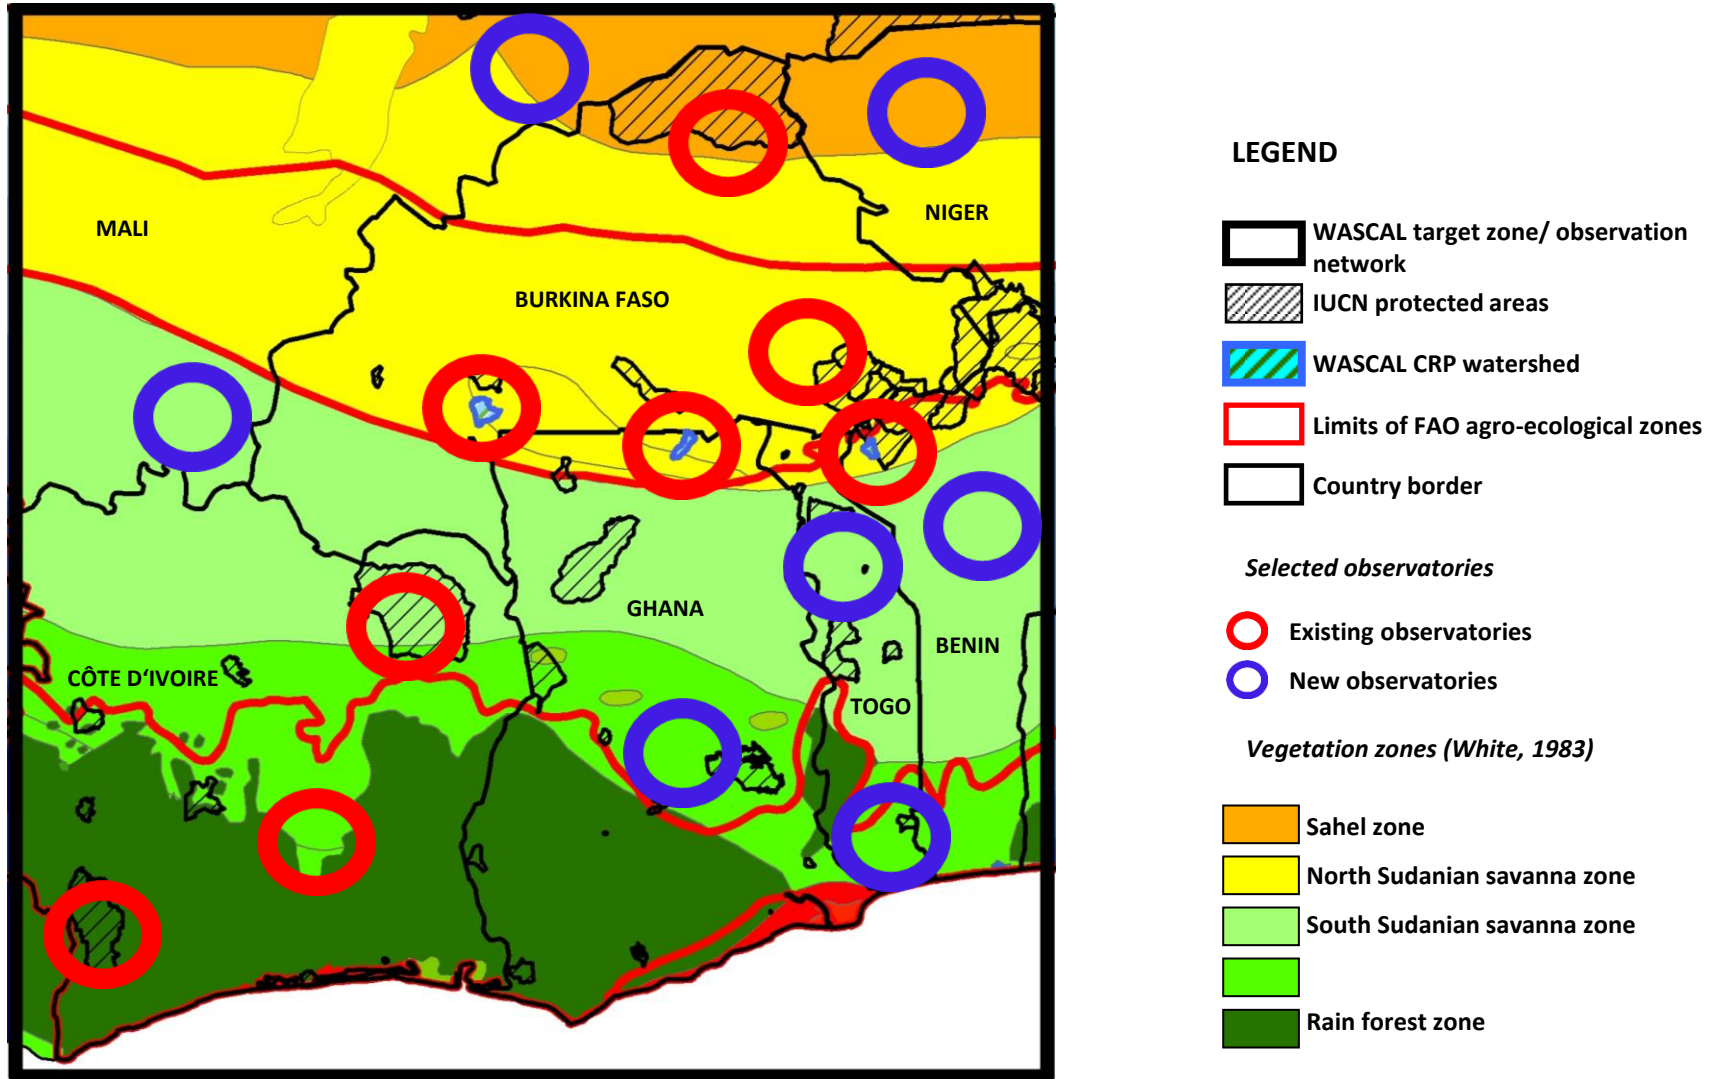 MALI
NIGER
BURKINA FASO
GHANA
BENIN
CÔTE D‘IVOIRE
TOGO
LEGEND
WASCAL target zone/ observation
network
IUCN protected areas
WASCAL CRP watershed
Limits of FAO agro-ecological zones
Country border
Selected observatories
Existing observatories
New observatories
Vegetation zones (White, 1983)
Sahel zone
North Sudanian savanna zone
South Sudanian savanna zone
Rain forest zone